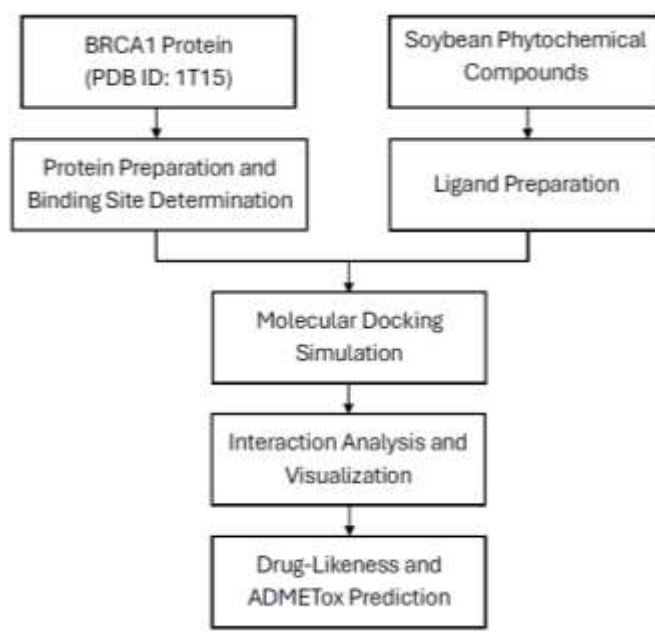 BRCA1 Protein
(PDB ID: 1T15)
Soybean Phytochemical
Compounds
Protein Preparation and
Binding Site Determination
Ligand Preparation
Molecular Docking
Simulation
Interaction Analysis and
Visualization
Drug-Likeness and
ADMETox Prediction